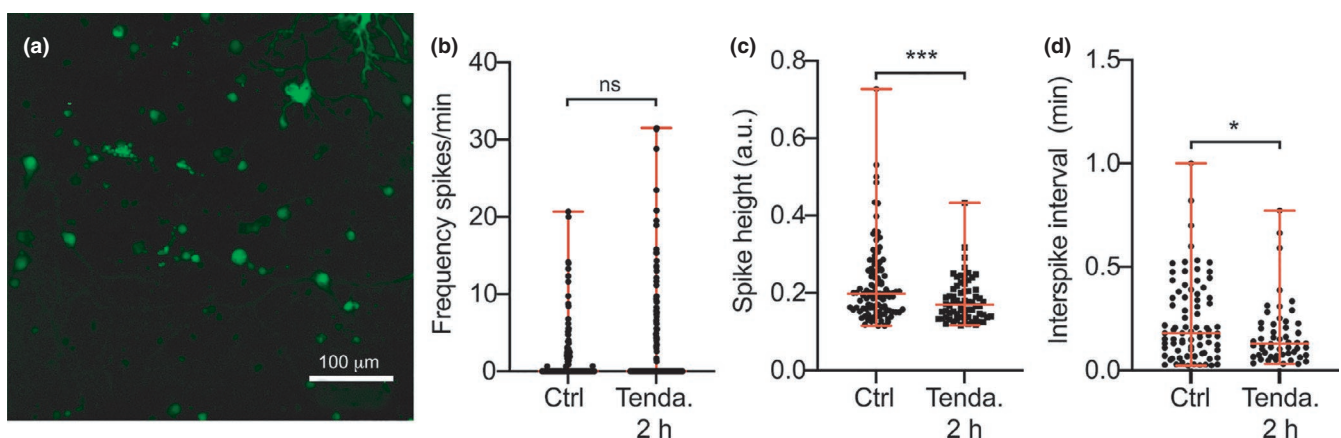 (a)
100 μm
(b)
Frequency spikes/min
40
30
20
10
0
ns
Ctrl
Tenda.
2 h
(c)
Spike height (a.u.)
0.8
0.6
0.4
0.2
0.0
***
Ctrl
Tenda.
2 h
(d)
Interspike interval (min)
1.5
1.0
0.5
0.0
*
Ctrl
Tenda.
2 h